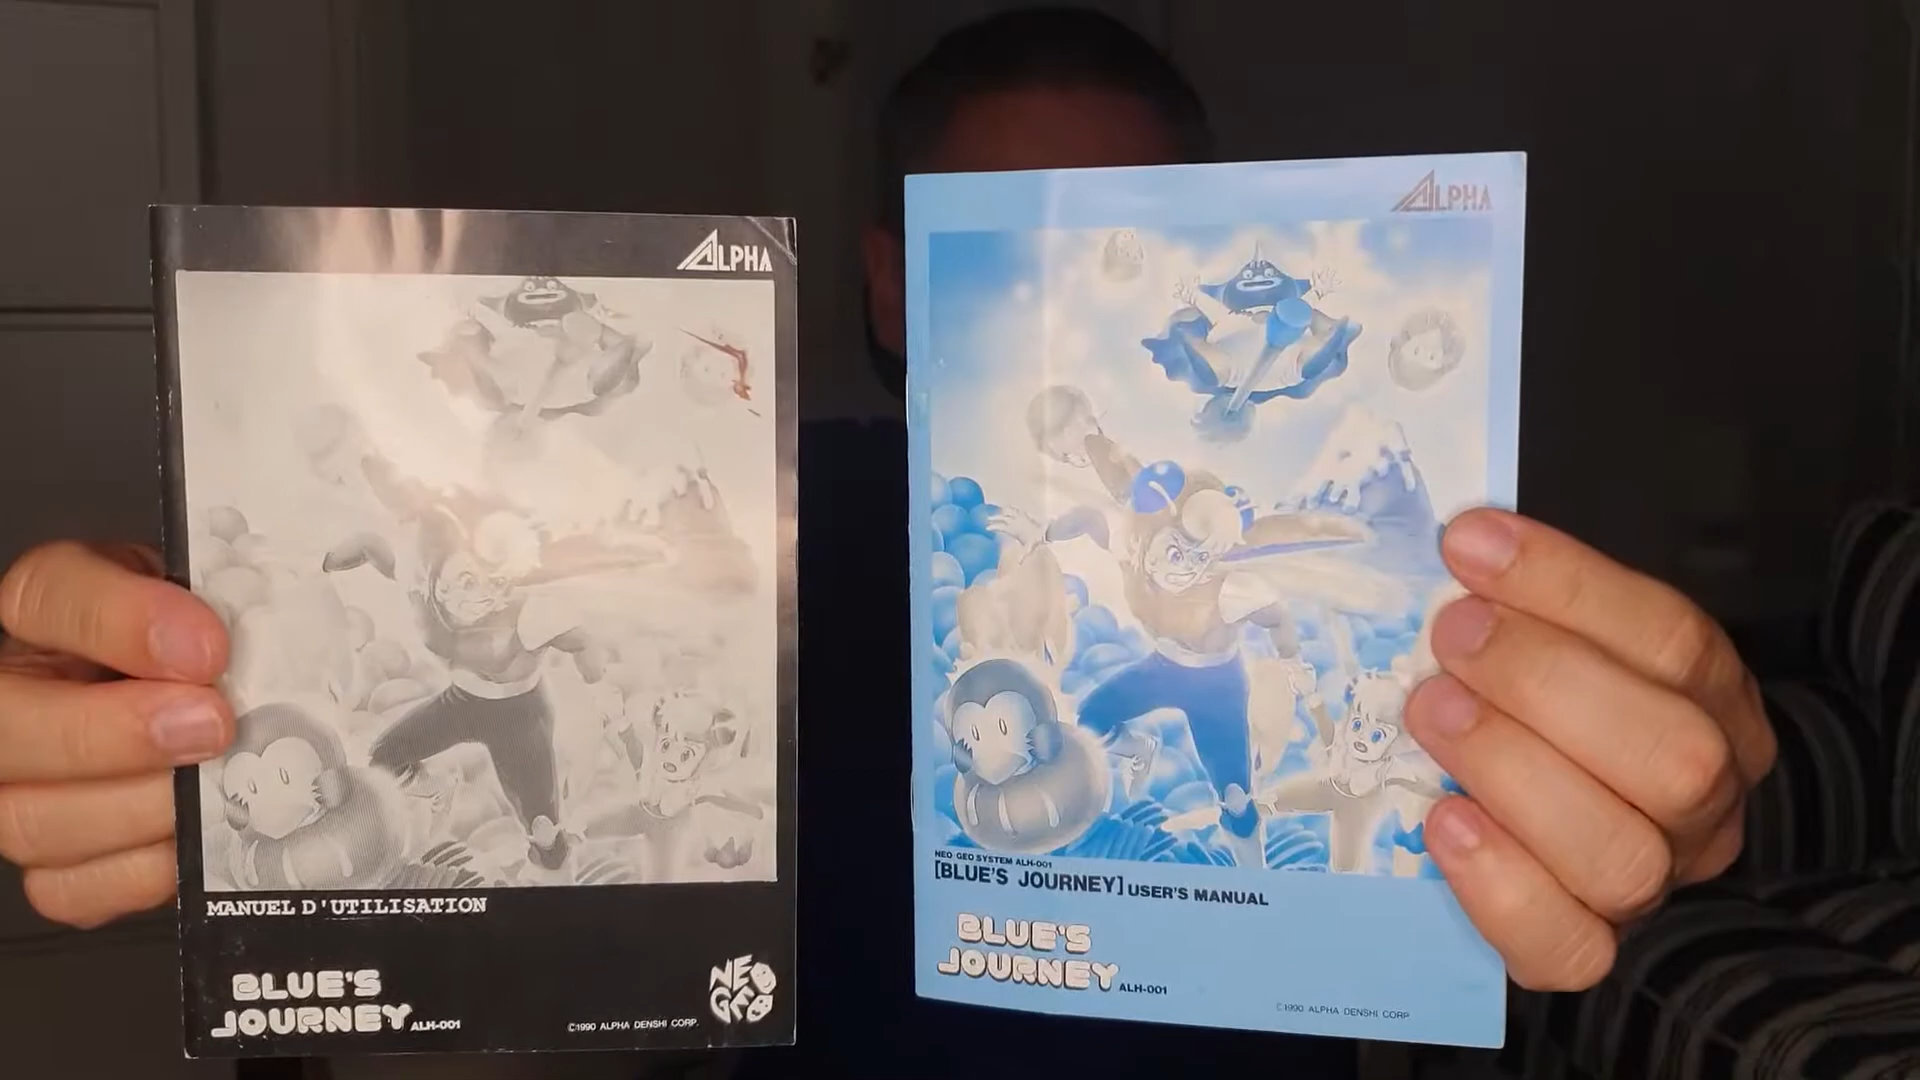 ALPHA
MANUEL D'UTILISATION
BLUE'S
JOURNEY ALH-001
©1990 ALPHA DENSHI CORP.
NEO
GEO
ALPHA
NEO GEO SYSTEM ALH-001
[BLUE'S JOURNEY] USER'S MANUAL
BLUE'S
JOURNEY ALH-001
©1990 ALPHA DENSHI CORP